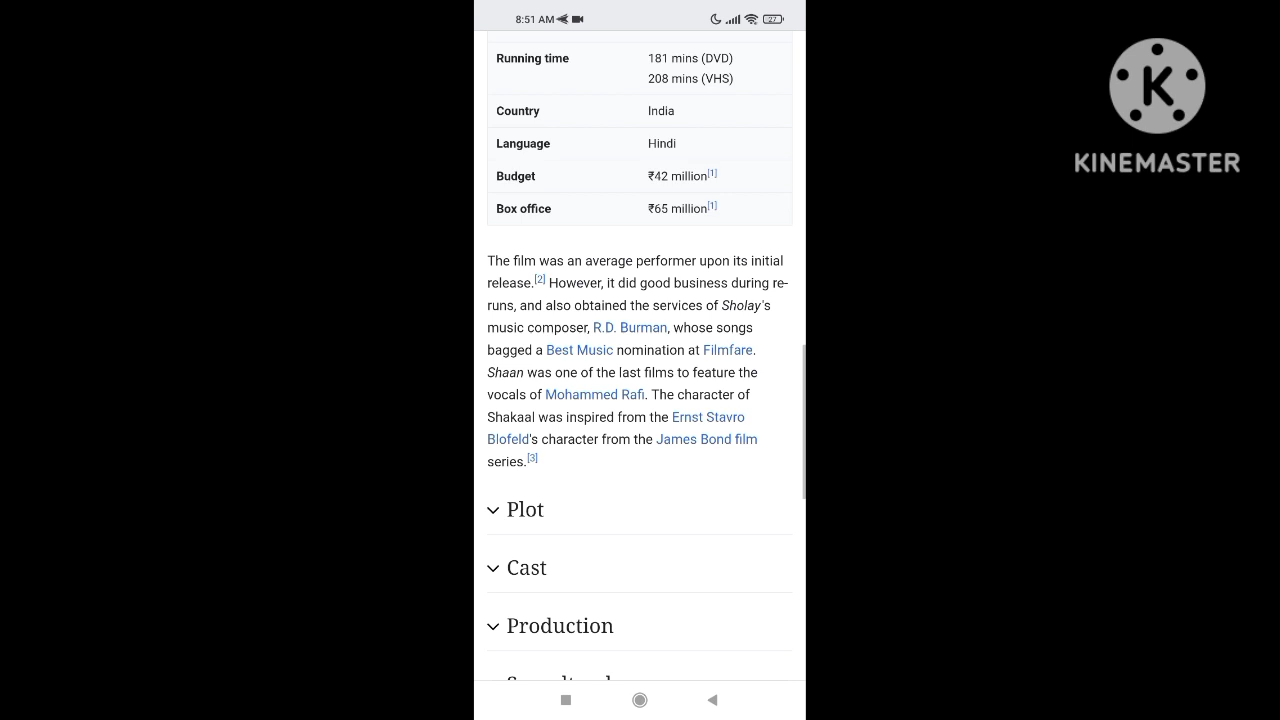 8:51 AM
27
Running time 181 mins (DVD)
208 mins (VHS)
Country India
Language Hindi
Budget ₹42 million[1]
Box office ₹65 million[1]
The film was an average performer upon its initial
release.[2] However, it did good business during re-
runs, and also obtained the services of Sholay's
music composer, R.D. Burman, whose songs
bagged a Best Music nomination at Filmfare.
Shaan was one of the last films to feature the
vocals of Mohammed Rafi. The character of
Shakaal was inspired from the Ernst Stavro
Blofeld's character from the James Bond film
series.[3]
Plot
Cast
Production
K
KINEMASTER